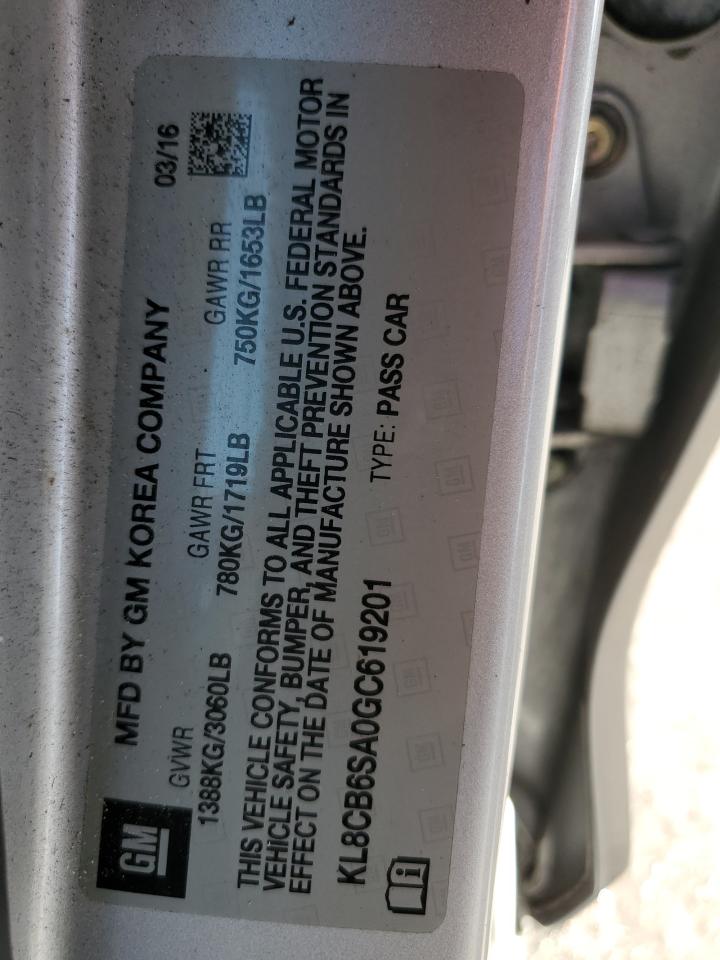 GM
MFD BY GM KOREA COMPANY 03/16
GVWR GAWR FRT GAWR RR
1388KG/3060LB 780KG/1719LB 750KG/1653LB
THIS VEHICLE CONFORMS TO ALL APPLICABLE U.S. FEDERAL MOTOR
VEHICLE SAFETY, BUMPER, AND THEFT PREVENTION STANDARDS IN
EFFECT ON THE DATE OF MANUFACTURE SHOWN ABOVE.
KL8CB6SA0GC619201 TYPE: PASS CAR